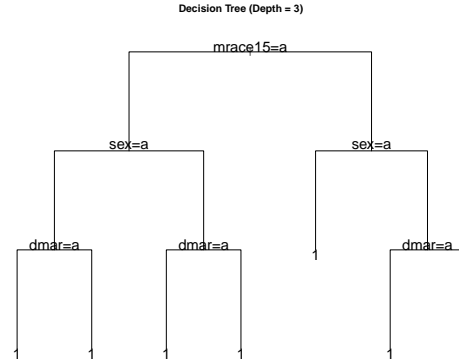 Decision Tree (Depth = 3)
mrace15=a
sex=a sex=a
dmar=a dmar=a 1 dmar=a
1 1 1 1 1